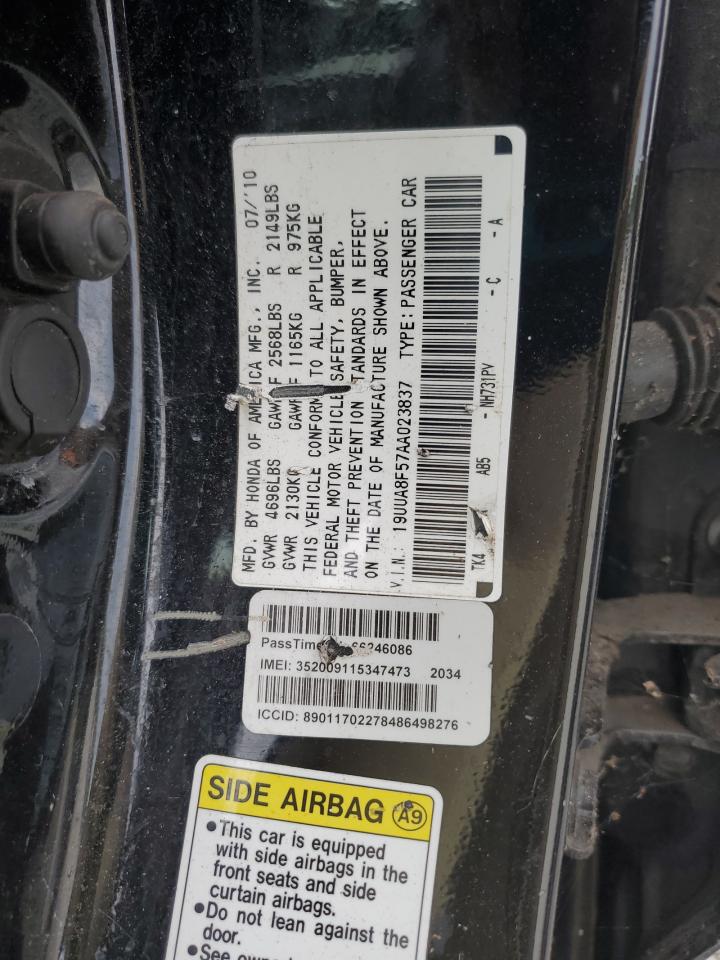 MFD. BY HONDA OF AMERICA MFG., INC. 07/'10
GVWR 4696LBS GAWR F 2568LBS R 2149LBS
GVWR 2130KG GAWR F 1165KG R 975KG
THIS VEHICLE CONFORMS TO ALL APPLICABLE
FEDERAL MOTOR VEHICLE SAFETY, BUMPER,
AND THEFT PREVENTION STANDARDS IN EFFECT
ON THE DATE OF MANUFACTURE SHOWN ABOVE.
V.I.N.: 19UUA8F57AA023837 TYPE: PASSENGER CAR
TK4 AB5 - NH731PV - C - A
PassTime 66246086
IMEI: 352009115347473 2034
ICCID: 89011702278486498276
SIDE AIRBAG A9
•This car is equipped
with side airbags in the
front seats and side
curtain airbags.
•Do not lean against the
door.
•See